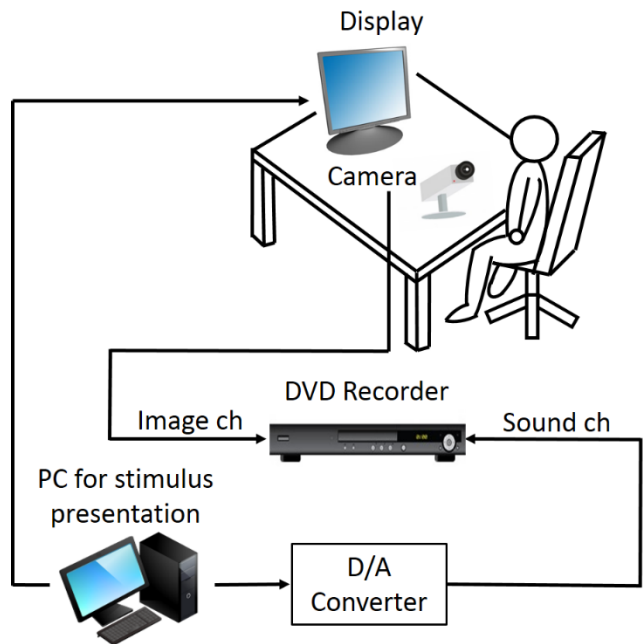 Display
Camera
DVD Recorder
Image ch
Sound ch
PC for stimulus
presentation
D/A
Converter